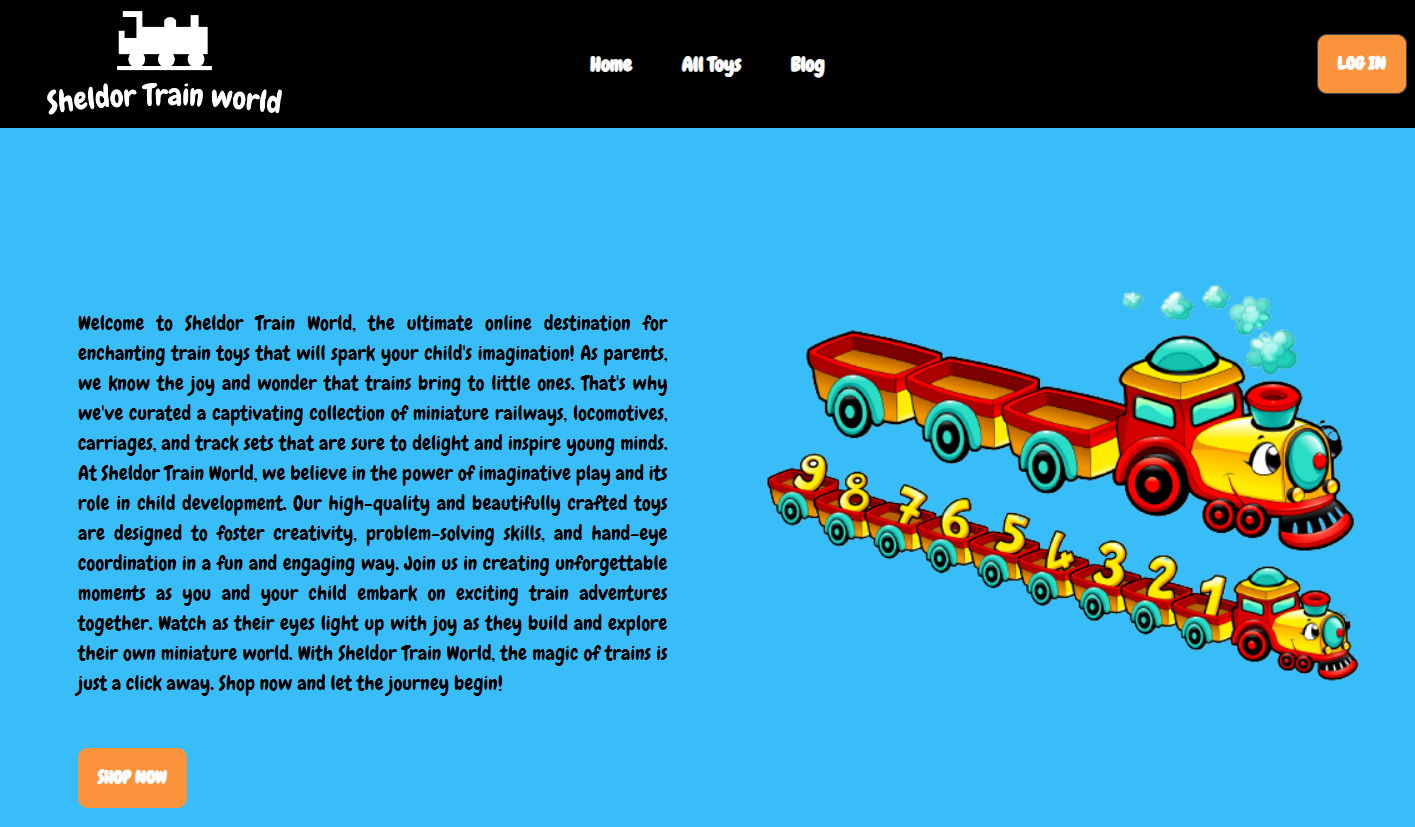 Sheldor Train world
Home
All Toys
Blog
LOG IN
Welcome to Sheldor Train World, the ultimate online destination for
enchanting train toys that will spark your child's imagination! As parents,
we know the joy and wonder that trains bring to little ones. That's why
we've curated a captivating collection of miniature railways, locomotives,
carriages, and track sets that are sure to delight and inspire young minds.
At Sheldor Train World, we believe in the power of imaginative play and its
role in child development. Our high-quality and beautifully crafted toys
are designed to foster creativity, problem-solving skills, and hand-eye
coordination in a fun and engaging way. Join us in creating unforgettable
moments as you and your child embark on exciting train adventures
together. Watch as their eyes light up with joy as they build and explore
their own miniature world. With Sheldor Train World, the magic of trains is
just a click away. Shop now and let the journey begin!
9 8 7 6 5 4 3 2 1
SHOP NOW